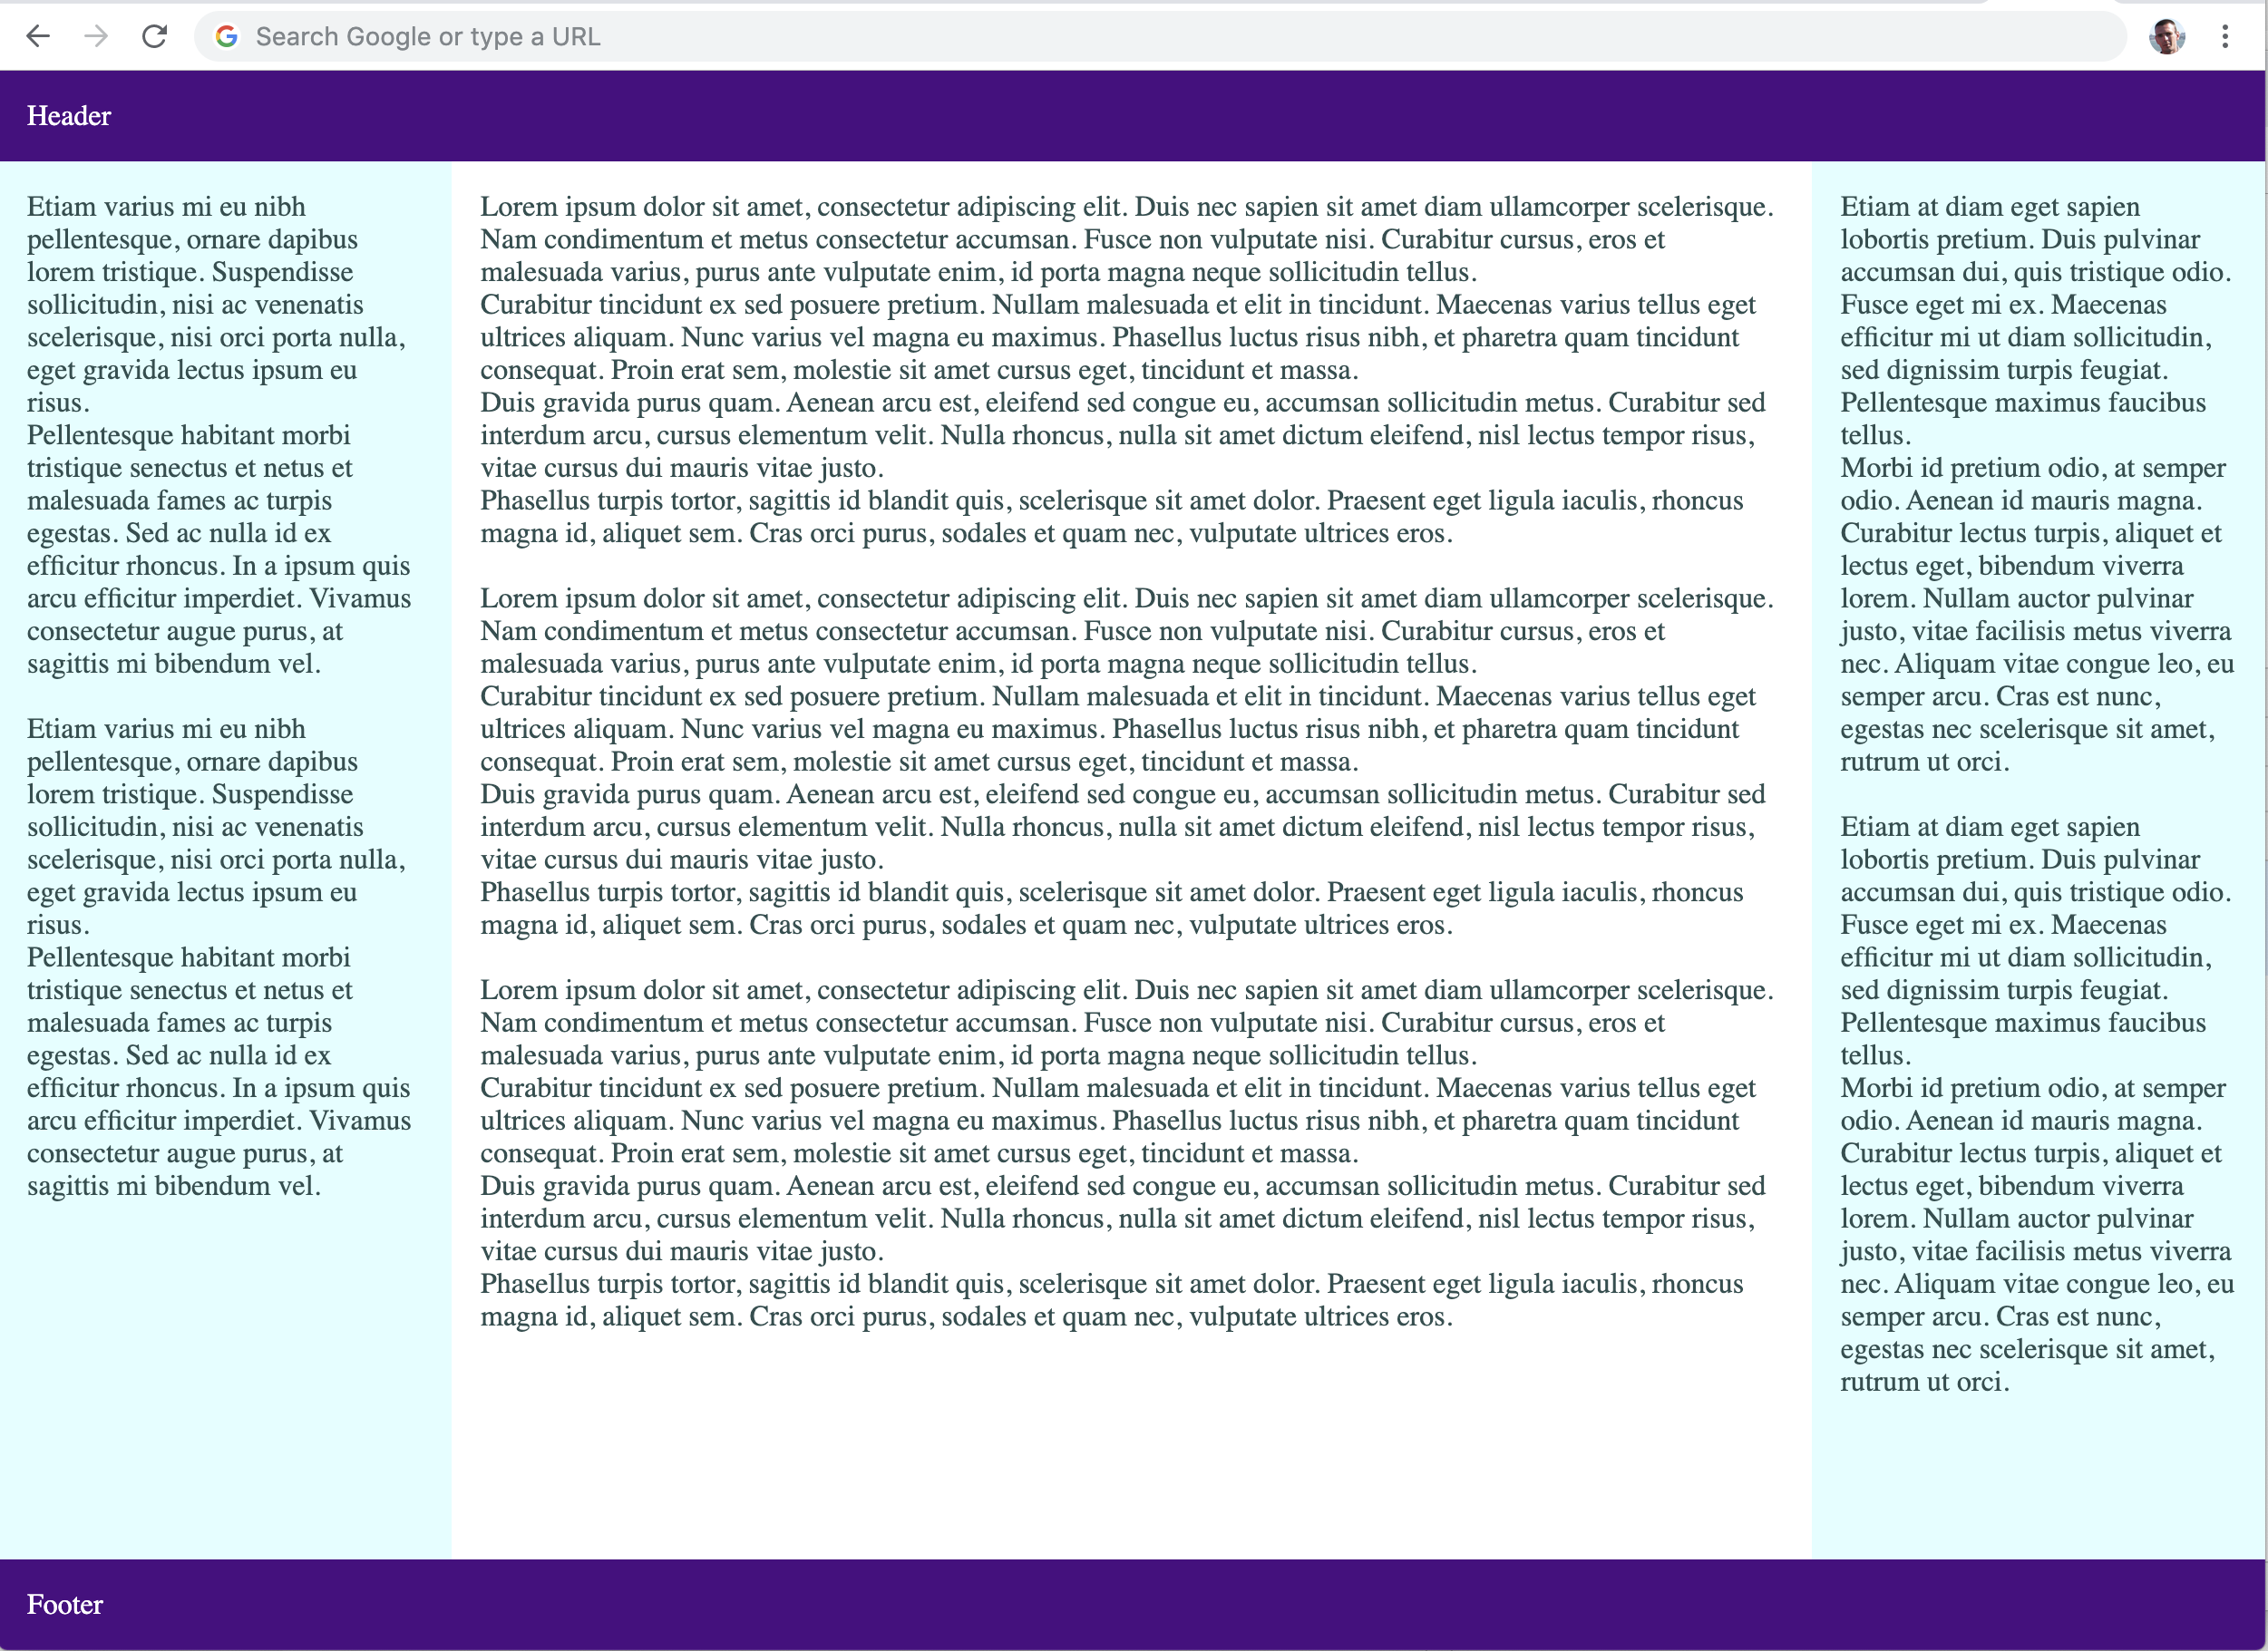 Search Google or type a URL
Header
Etiam varius mi eu nibh
pellentesque, ornare dapibus
lorem tristique. Suspendisse
sollicitudin, nisi ac venenatis
scelerisque, nisi orci porta nulla,
eget gravida lectus ipsum eu
risus.
Pellentesque habitant morbi
tristique senectus et netus et
malesuada fames ac turpis
egestas. Sed ac nulla id ex
efficitur rhoncus. In a ipsum quis
arcu efficitur imperdiet. Vivamus
consectetur augue purus, at
sagittis mi bibendum vel.
Etiam varius mi eu nibh
pellentesque, ornare dapibus
lorem tristique. Suspendisse
sollicitudin, nisi ac venenatis
scelerisque, nisi orci porta nulla,
eget gravida lectus ipsum eu
risus.
Pellentesque habitant morbi
tristique senectus et netus et
malesuada fames ac turpis
egestas. Sed ac nulla id ex
efficitur rhoncus. In a ipsum quis
arcu efficitur imperdiet. Vivamus
consectetur augue purus, at
sagittis mi bibendum vel.
Lorem ipsum dolor sit amet, consectetur adipiscing elit. Duis nec sapien sit amet diam ullamcorper scelerisque.
Nam condimentum et metus consectetur accumsan. Fusce non vulputate nisi. Curabitur cursus, eros et
malesuada varius, purus ante vulputate enim, id porta magna neque sollicitudin tellus.
Curabitur tincidunt ex sed posuere pretium. Nullam malesuada et elit in tincidunt. Maecenas varius tellus eget
ultrices aliquam. Nunc varius vel magna eu maximus. Phasellus luctus risus nibh, et pharetra quam tincidunt
consequat. Proin erat sem, molestie sit amet cursus eget, tincidunt et massa.
Duis gravida purus quam. Aenean arcu est, eleifend sed congue eu, accumsan sollicitudin metus. Curabitur sed
interdum arcu, cursus elementum velit. Nulla rhoncus, nulla sit amet dictum eleifend, nisl lectus tempor risus,
vitae cursus dui mauris vitae justo.
Phasellus turpis tortor, sagittis id blandit quis, scelerisque sit amet dolor. Praesent eget ligula iaculis, rhoncus
magna id, aliquet sem. Cras orci purus, sodales et quam nec, vulputate ultrices eros.
Lorem ipsum dolor sit amet, consectetur adipiscing elit. Duis nec sapien sit amet diam ullamcorper scelerisque.
Nam condimentum et metus consectetur accumsan. Fusce non vulputate nisi. Curabitur cursus, eros et
malesuada varius, purus ante vulputate enim, id porta magna neque sollicitudin tellus.
Curabitur tincidunt ex sed posuere pretium. Nullam malesuada et elit in tincidunt. Maecenas varius tellus eget
ultrices aliquam. Nunc varius vel magna eu maximus. Phasellus luctus risus nibh, et pharetra quam tincidunt
consequat. Proin erat sem, molestie sit amet cursus eget, tincidunt et massa.
Duis gravida purus quam. Aenean arcu est, eleifend sed congue eu, accumsan sollicitudin metus. Curabitur sed
interdum arcu, cursus elementum velit. Nulla rhoncus, nulla sit amet dictum eleifend, nisl lectus tempor risus,
vitae cursus dui mauris vitae justo.
Phasellus turpis tortor, sagittis id blandit quis, scelerisque sit amet dolor. Praesent eget ligula iaculis, rhoncus
magna id, aliquet sem. Cras orci purus, sodales et quam nec, vulputate ultrices eros.
Lorem ipsum dolor sit amet, consectetur adipiscing elit. Duis nec sapien sit amet diam ullamcorper scelerisque.
Nam condimentum et metus consectetur accumsan. Fusce non vulputate nisi. Curabitur cursus, eros et
malesuada varius, purus ante vulputate enim, id porta magna neque sollicitudin tellus.
Curabitur tincidunt ex sed posuere pretium. Nullam malesuada et elit in tincidunt. Maecenas varius tellus eget
ultrices aliquam. Nunc varius vel magna eu maximus. Phasellus luctus risus nibh, et pharetra quam tincidunt
consequat. Proin erat sem, molestie sit amet cursus eget, tincidunt et massa.
Duis gravida purus quam. Aenean arcu est, eleifend sed congue eu, accumsan sollicitudin metus. Curabitur sed
interdum arcu, cursus elementum velit. Nulla rhoncus, nulla sit amet dictum eleifend, nisl lectus tempor risus,
vitae cursus dui mauris vitae justo.
Phasellus turpis tortor, sagittis id blandit quis, scelerisque sit amet dolor. Praesent eget ligula iaculis, rhoncus
magna id, aliquet sem. Cras orci purus, sodales et quam nec, vulputate ultrices eros.
Etiam at diam eget sapien
lobortis pretium. Duis pulvinar
accumsan dui, quis tristique odio.
Fusce eget mi ex. Maecenas
efficitur mi ut diam sollicitudin,
sed dignissim turpis feugiat.
Pellentesque maximus faucibus
tellus.
Morbi id pretium odio, at semper
odio. Aenean id mauris magna.
Curabitur lectus turpis, aliquet et
lectus eget, bibendum viverra
lorem. Nullam auctor pulvinar
justo, vitae facilisis metus viverra
nec. Aliquam vitae congue leo, eu
semper arcu. Cras est nunc,
egestas nec scelerisque sit amet,
rutrum ut orci.
Etiam at diam eget sapien
lobortis pretium. Duis pulvinar
accumsan dui, quis tristique odio.
Fusce eget mi ex. Maecenas
efficitur mi ut diam sollicitudin,
sed dignissim turpis feugiat.
Pellentesque maximus faucibus
tellus.
Morbi id pretium odio, at semper
odio. Aenean id mauris magna.
Curabitur lectus turpis, aliquet et
lectus eget, bibendum viverra
lorem. Nullam auctor pulvinar
justo, vitae facilisis metus viverra
nec. Aliquam vitae congue leo, eu
semper arcu. Cras est nunc,
egestas nec scelerisque sit amet,
rutrum ut orci.
Footer